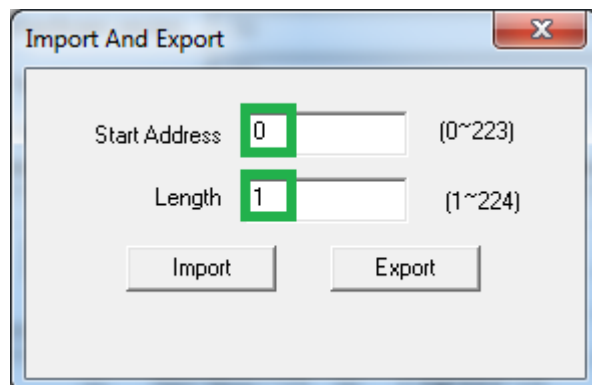 Import And Export
Start Address 0 (0~223)
Length 1 (1~224)
Import Export